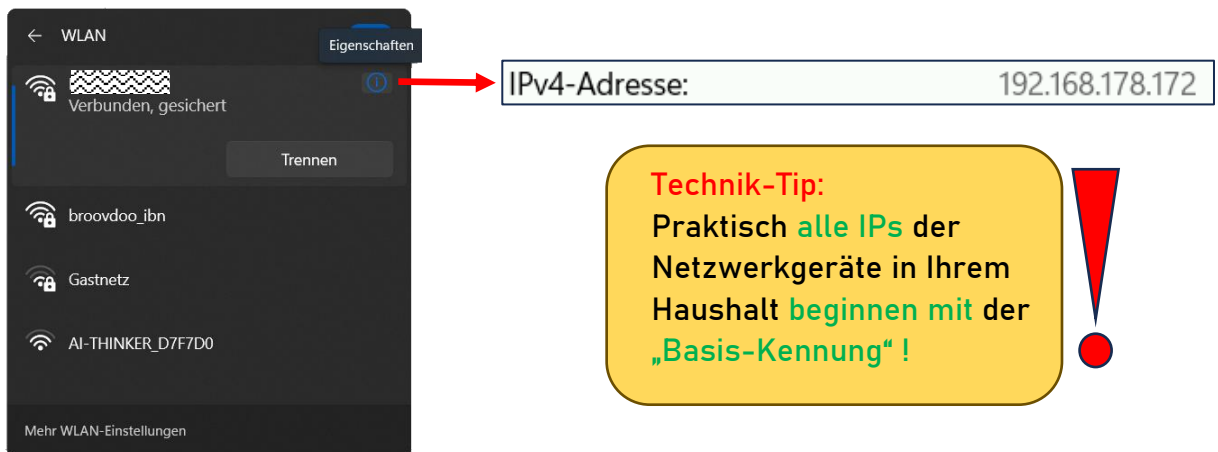 ← WLAN
Eigenschaften
Verbunden, gesichert
Trennen
broovdoo_ibn
Gastnetz
AI-THINKER_D7F7D0
Mehr WLAN-Einstellungen
IPv4-Adresse: 192.168.178.172
Technik-Tip:
Praktisch alle IPs der
Netzwerkgeräte in Ihrem
Haushalt beginnen mit der
„Basis-Kennung“ !